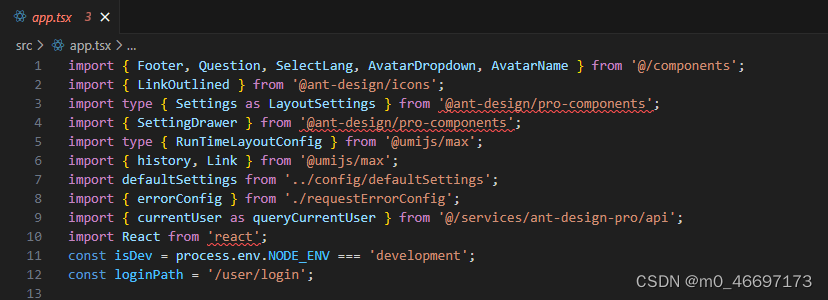 app.tsx 3
src > app.tsx > ...
1 import { Footer, Question, SelectLang, AvatarDropdown, AvatarName } from '@/components';
2 import { LinkOutlined } from '@ant-design/icons';
3 import type { Settings as LayoutSettings } from '@ant-design/pro-components';
4 import { SettingDrawer } from '@ant-design/pro-components';
5 import type { RunTimeLayoutConfig } from '@umijs/max';
6 import { history, Link } from '@umijs/max';
7 import defaultSettings from '../config/defaultSettings';
8 import { errorConfig } from './requestErrorConfig';
9 import { currentUser as queryCurrentUser } from '@/services/ant-design-pro/api';
10 import React from 'react';
11 const isDev = process.env.NODE_ENV === 'development';
12 const loginPath = '/user/login';
13
CSDN @m0_46697173